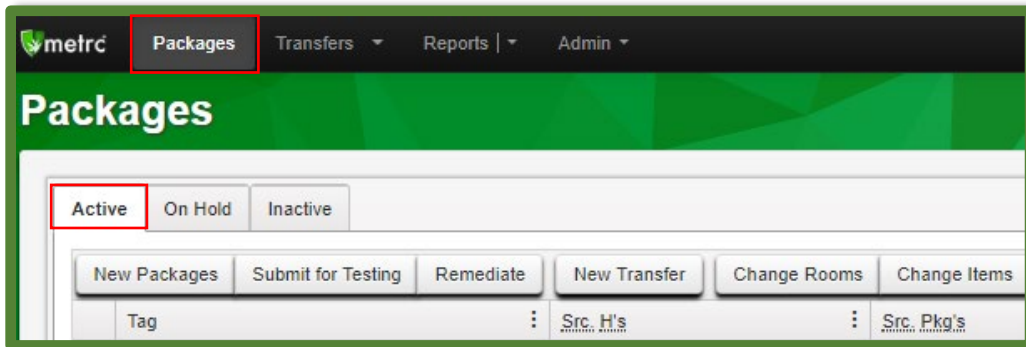 metrc Packages Transfers Reports | Admin
Packages
Active On Hold Inactive
New Packages Submit for Testing Remediate New Transfer Change Rooms Change Items
Tag Src. H's Src. Pkg's